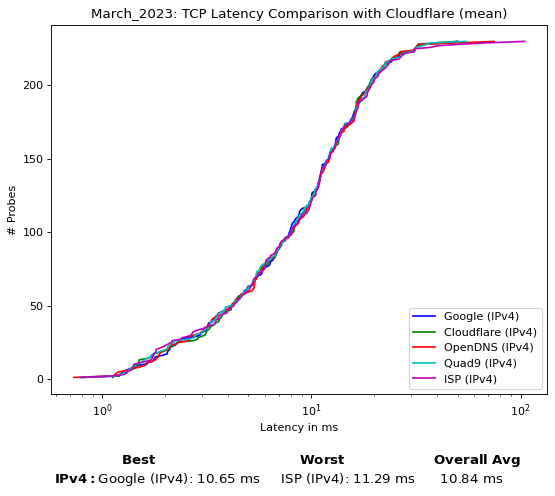 March_2023: TCP Latency Comparison with Cloudflare (mean)
# Probes
200
150
100
50
0
Google (IPv4)
Cloudflare (IPv4)
OpenDNS (IPv4)
Quad9 (IPv4)
ISP (IPv4)
10⁰ 10¹ 10²
Latency in ms
Best Worst Overall Avg
IPv4: Google (IPv4): 10.65 ms ISP (IPv4): 11.29 ms 10.84 ms